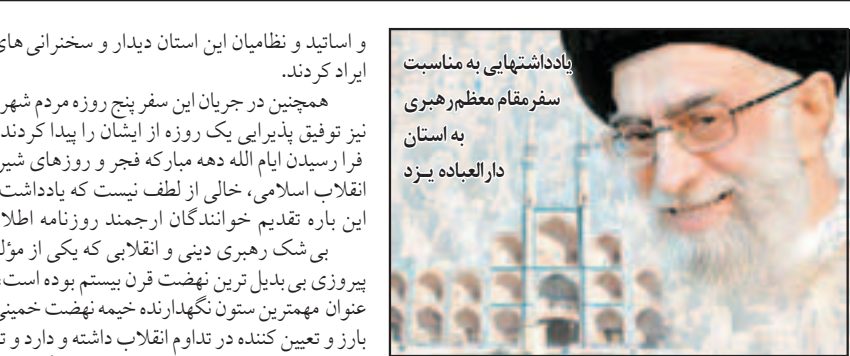 یادداشتهایی به مناسبت
سفرمقام معظم رهبری
به استان
دارالعباده یـزد
و اساتید و نظامیان این استان دیدار و سخنرانی های
ایراد کردند.
همچنین در جریان این سفر پنج روزه مردم شهر
نیز توفیق پذیرایی یک روزه از ایشان را پیدا کردند
فرا رسیدن ایام الله دهه مبارکه فجر و روزهای شیر
انقلاب اسلامی، خالی از لطف نیست که یادداشت
این باره تقدیم خوانندگان ارجمند روزنامه اطلا
بی شک رهبری دینی و انقلابی که یکی از مؤلـ
پیروزی بی بدیل ترین نهضت قرن بیستم بوده است،
عنوان مهمترین ستون نگهدارنده خیمه نهضت خمینی
بارز و تعیین کننده در تداوم انقلاب داشته و دارد و تـ